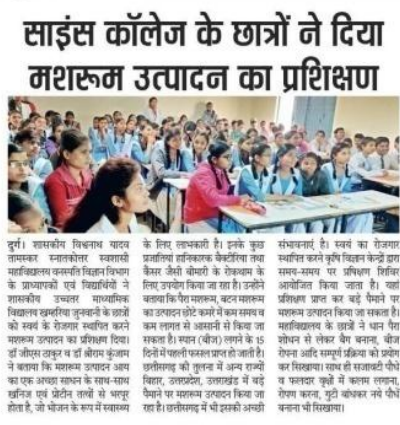 साइंस कॉलेज के छात्रों ने दिया
मशरूम उत्पादन का प्रशिक्षण
दुर्ग। शासकीय विश्वनाथ यादव
तामस्कर स्नातकोत्तर स्वशासी
महाविद्यालय वनस्पति विज्ञान विभाग
के प्राध्यापकों एवं विद्यार्थियों ने
शासकीय उच्चतर माध्यमिक
विद्यालय खम्हरिया जुनवानी के छात्रों
को स्वयं के रोजगार स्थापित करने
मशरूम उत्पादन का प्रशिक्षण दिया।
डॉ जीएस ठाकुर व डॉ श्रीराम कुंजाम
ने बताया कि मशरूम उत्पादन आय
का एक अच्छा साधन के साथ-साथ
खनिज एवं प्रोटीन तत्वों से भरपूर
होता है, जो भोजन के रूप में स्वास्थ्य
के लिए लाभकारी है। इनके कुछ
प्रजातियां हानिकारक बैक्टीरिया तथा
कैंसर जैसी बीमारी के रोकथाम के
लिए उपयोग किया जा रहा है। उन्होंने
बताया कि पैरा मशरूम, बटन मशरूम
का उत्पादन छोटे कमरे में कम समय व
कम लागत से आसानी से किया जा
सकता है। स्पान (बीज) लगने के 15
दिनों में पहली फसल प्राप्त हो जाती है।
छत्तीसगढ़ की तुलना में अन्य राज्यों
बिहार, उत्तरप्रदेश, उत्तराखंड में बड़े
पैमाने पर मशरूम उत्पादन किया जा
रहा है। छत्तीसगढ़ में भी इसकी अच्छी
संभावनाएं है। स्वयं का रोजगार
स्थापित करने कृषि विज्ञान केन्द्रों द्वारा
समय-समय पर प्रषिक्षण शिविर
आयोजित किया जाता है। यहां
प्रशिक्षण प्राप्त कर बड़े पैमाने पर
मशरूम उत्पादन किया जा सकता है।
महाविद्यालय के छात्रों ने धान पैरा
शोधन से लेकर बैग बनाना, बीज
रोपना आदि सम्पूर्ण प्रक्रिया को प्रयोग
कर सिखाया। साथ ही सजावटी पौधे
व फलदार वृक्षों में कलम लगाना,
रोपण करना, गुटी बांधकर नये पौधें
बनाना भी सिखाया।